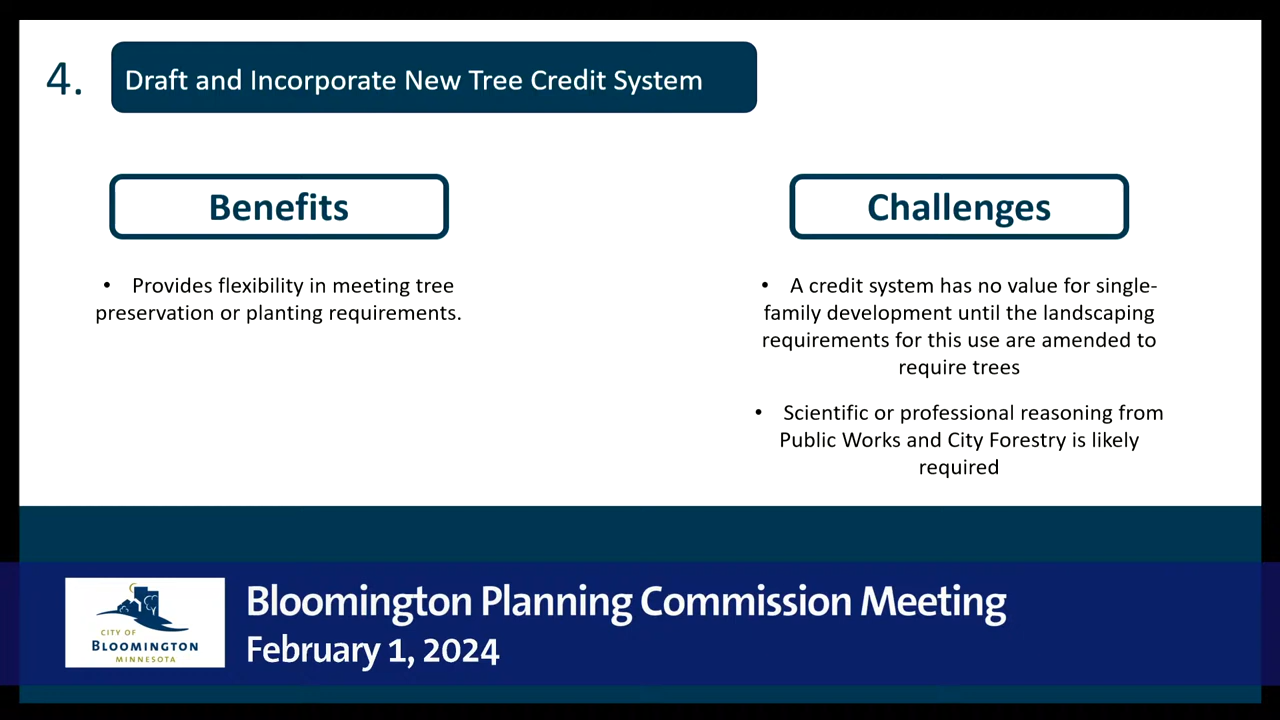 4.
Draft and Incorporate New Tree Credit System
Benefits
• Provides flexibility in meeting tree
preservation or planting requirements.
Challenges
• A credit system has no value for single-
family development until the landscaping
requirements for this use are amended to
require trees
• Scientific or professional reasoning from
Public Works and City Forestry is likely
required
CITY OF
BLOOMINGTON
MINNESOTA
Bloomington Planning Commission Meeting
February 1, 2024